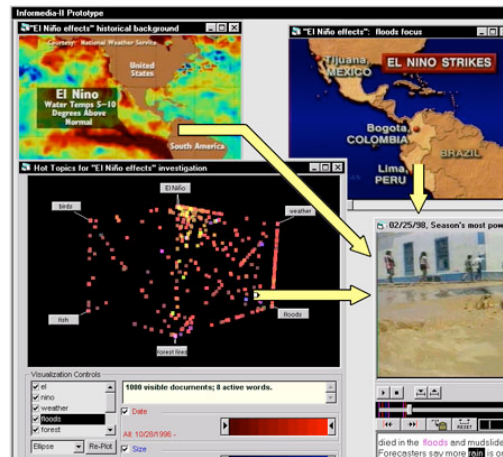 Informedia-II Prototype
"El Niño effects" historical background
Courtesy: National Weather Service
United
States
El Nino
Water Temps 5-10
Degrees Above
Normal
South America
"El Niño effects": floods focus
Tijuana,
MEXICO
EL NINO STRIKES
Bogota,
COLOMBIA
BRAZIL
Lima,
PERU
Hot Topics for "El Niño effects" investigation
El Niño
birds
weather
fish
floods
forest fires
02/25/98, Season's most pow
Visualization Controls
el
nino
weather
floods
forest
Ellipse
Re-Plot
1000 visible documents; 8 active words.
Date
All: 10/28/1996 -
Size
RESET
died in the floods and mudslide
Forecasters say more rain is